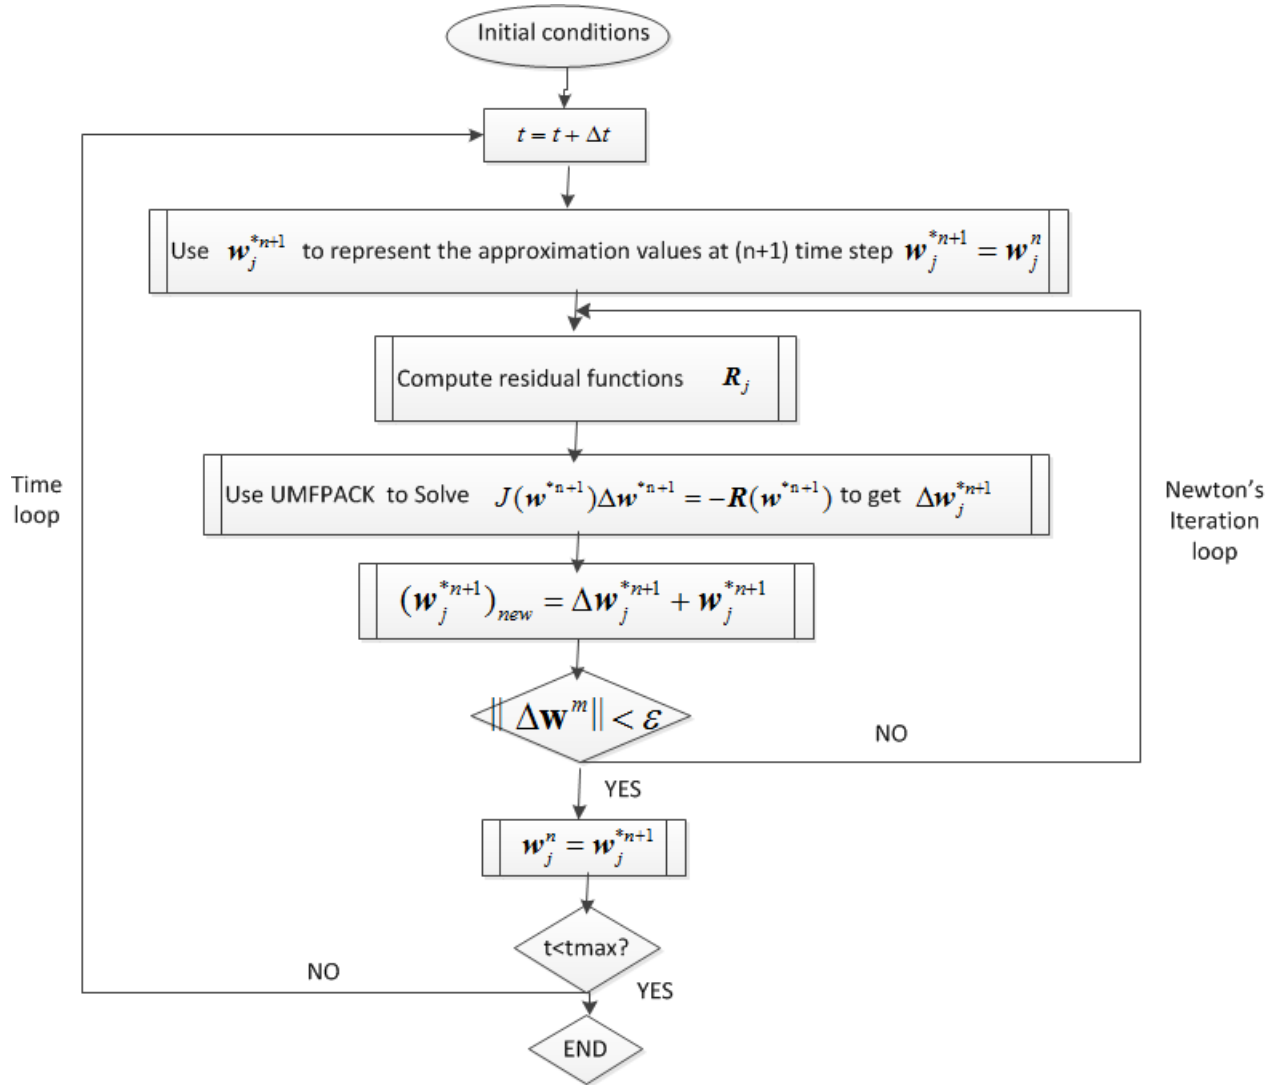 Initial conditions
t = t + Δt
Use w_j^{*n+1} to represent the approximation values at (n+1) time step w_j^{*n+1} = w_j^n
Compute residual functions R_j
Time
loop
Use UMFPACK to Solve J(w^{*n+1})Δw^{*n+1} = −R(w^{*n+1}) to get Δw_j^{*n+1}
Newton's
Iteration
loop
(w_j^{*n+1})_{new} = Δw_j^{*n+1} + w_j^{*n+1}
‖ Δw^m ‖ < ε
NO
YES
w_j^n = w_j^{*n+1}
t<tmax?
NO
YES
END